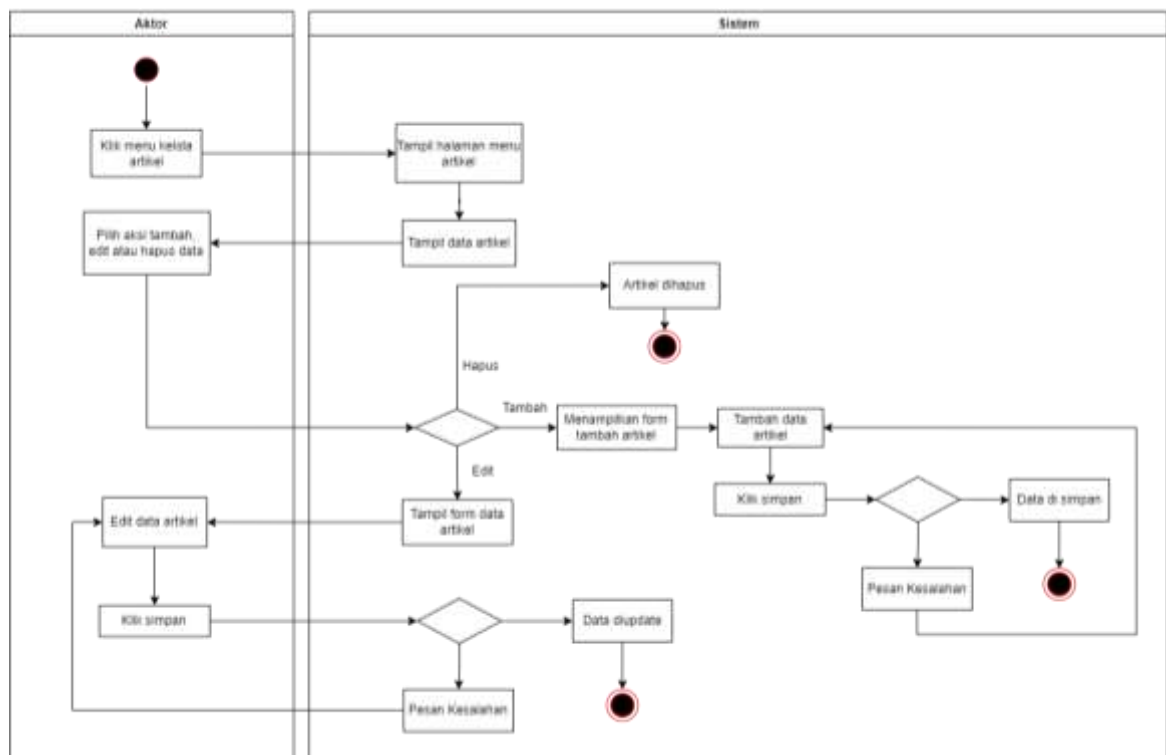 Aktor
Sistem
Klik menu kelola
artikel
Tampil halaman menu
artikel
Pilih aksi tambah,
edit atau hapus data
Tampil data artikel
Artikel dihapus
Hapus
Tambah
Menampilkan form
tambah artikel
Tambah data
artikel
Edit
Klik simpan
Data di simpan
Edit data artikel
Tampil form data
artikel
Pesan Kesalahan
Klik simpan
Data diupdate
Pesan Kesalahan